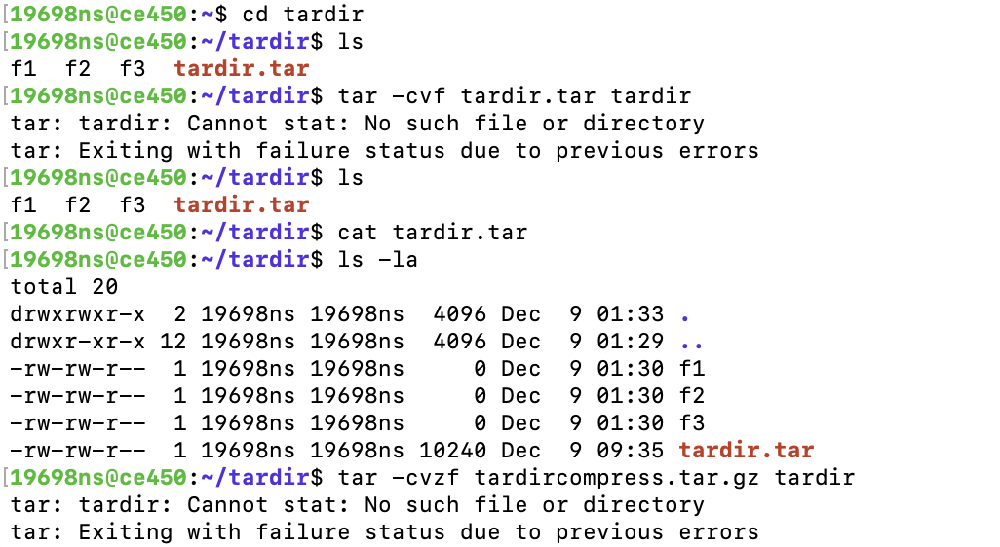 [19698ns@ce450:~$ cd tardir
[19698ns@ce450:~/tardir$ ls
f1  f2  f3  tardir.tar
[19698ns@ce450:~/tardir$ tar -cvf tardir.tar tardir
tar: tardir: Cannot stat: No such file or directory
tar: Exiting with failure status due to previous errors
[19698ns@ce450:~/tardir$ ls
f1  f2  f3  tardir.tar
[19698ns@ce450:~/tardir$ cat tardir.tar
[19698ns@ce450:~/tardir$ ls -la
total 20
drwxrwxr-x  2 19698ns 19698ns  4096 Dec  9 01:33 .
drwxr-xr-x 12 19698ns 19698ns  4096 Dec  9 01:29 ..
-rw-rw-r--  1 19698ns 19698ns     0 Dec  9 01:30 f1
-rw-rw-r--  1 19698ns 19698ns     0 Dec  9 01:30 f2
-rw-rw-r--  1 19698ns 19698ns     0 Dec  9 01:30 f3
-rw-rw-r--  1 19698ns 19698ns 10240 Dec  9 09:35 tardir.tar
[19698ns@ce450:~/tardir$ tar -cvzf tardircompress.tar.gz tardir
tar: tardir: Cannot stat: No such file or directory
tar: Exiting with failure status due to previous errors